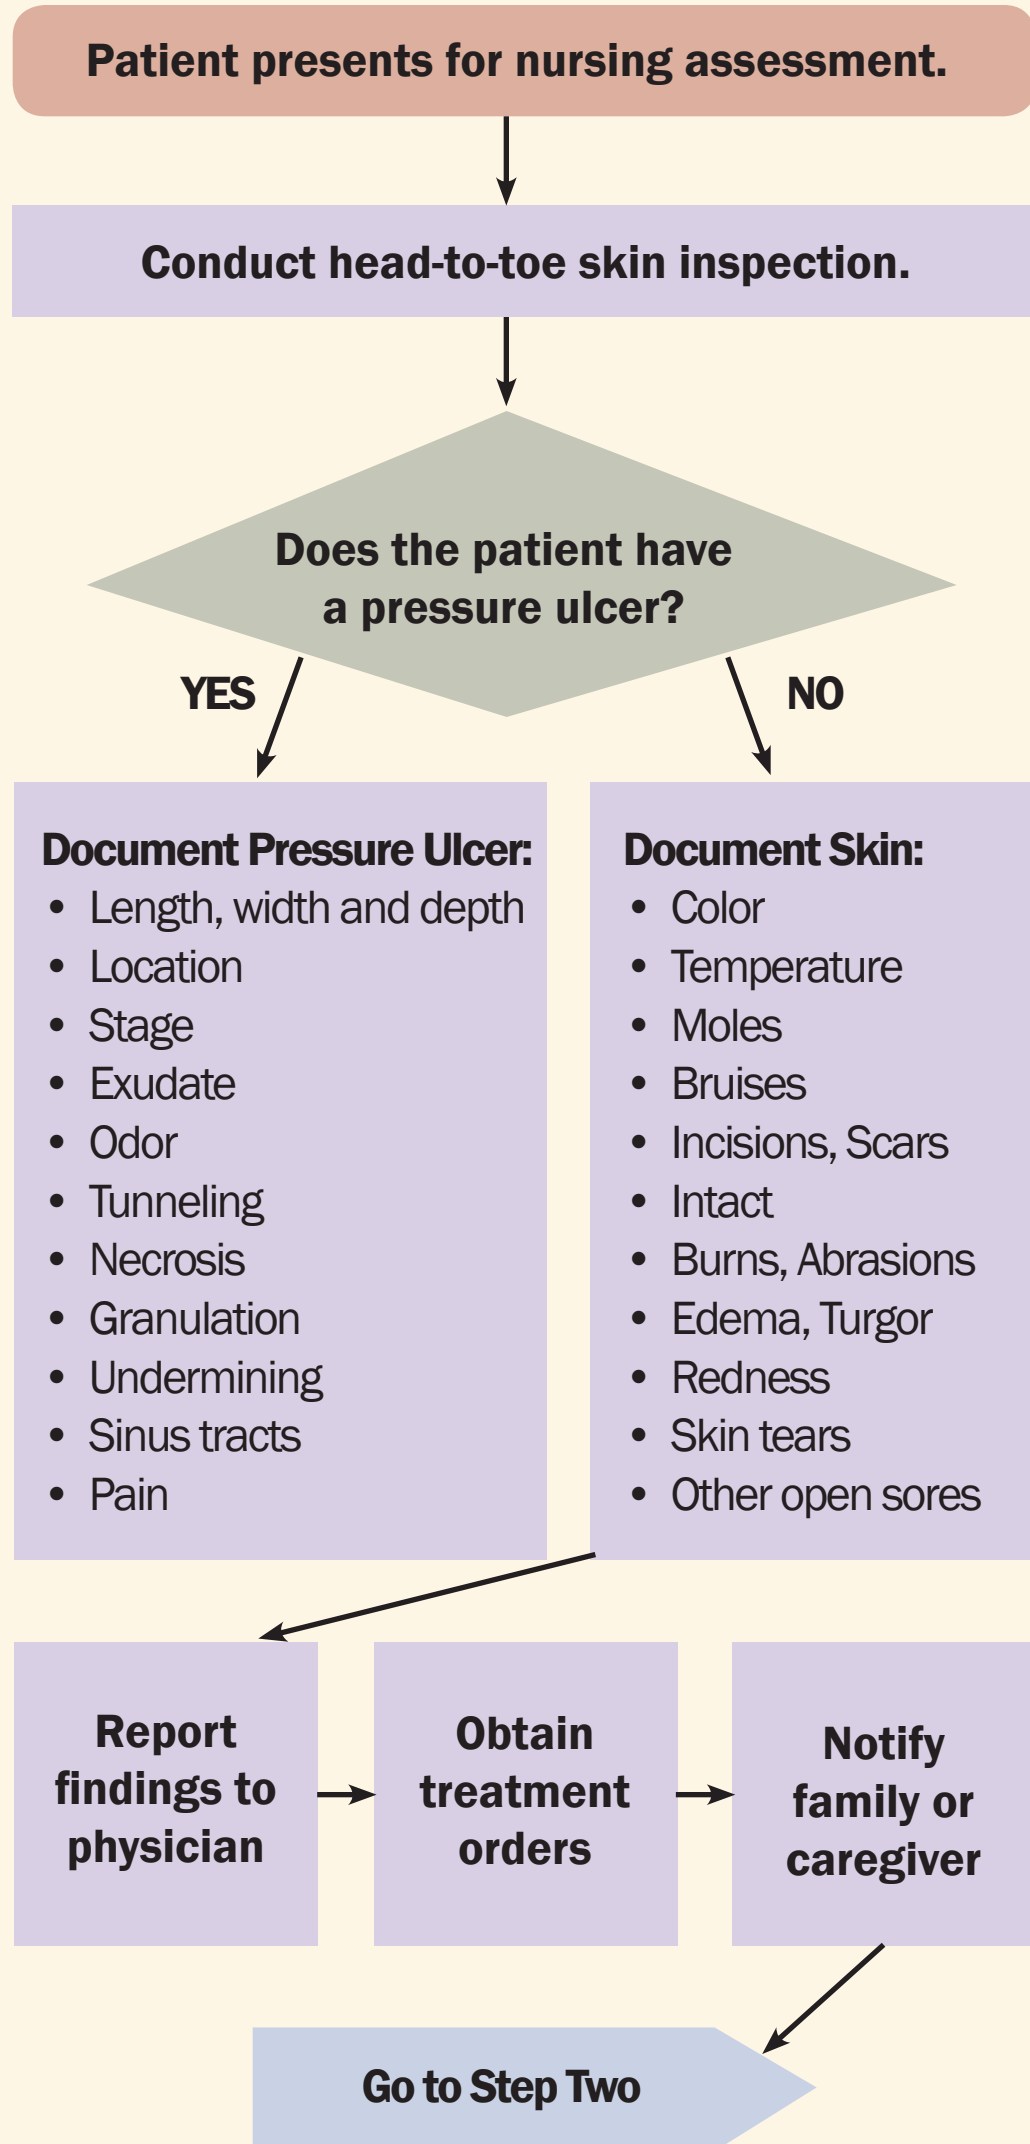 Patient presents for nursing assessment.
Conduct head-to-toe skin inspection.
Does the patient have
a pressure ulcer?
YES
NO
Document Pressure Ulcer:
• Length, width and depth
• Location
• Stage
• Exudate
• Odor
• Tunneling
• Necrosis
• Granulation
• Undermining
• Sinus tracts
• Pain
Document Skin:
• Color
• Temperature
• Moles
• Bruises
• Incisions, Scars
• Intact
• Burns, Abrasions
• Edema, Turgor
• Redness
• Skin tears
• Other open sores
Report
findings to
physician
Obtain
treatment
orders
Notify
family or
caregiver
Go to Step Two